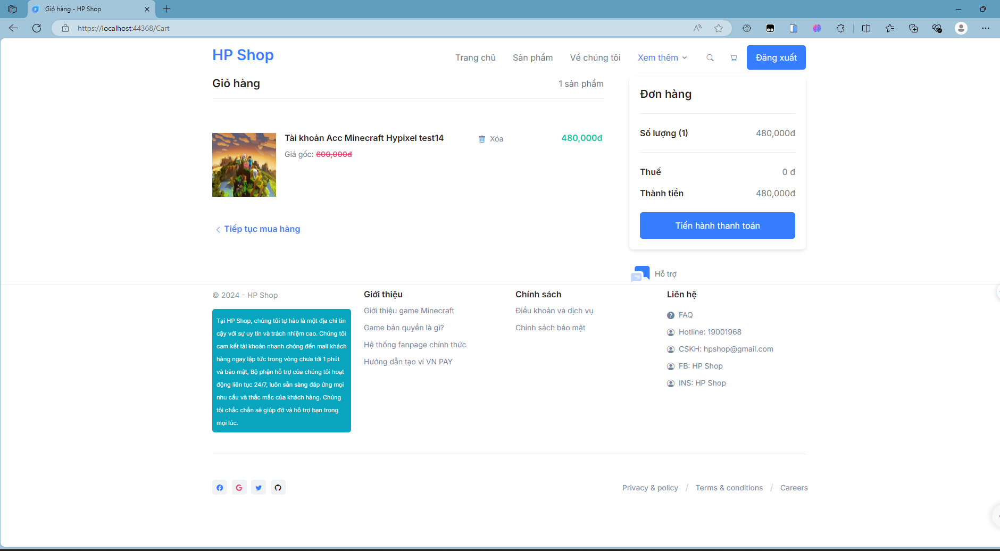 Giỏ hàng - HP Shop
https://localhost:44368/Cart
HP Shop
Trang chủ
Sản phẩm
Về chúng tôi
Xem thêm
Đăng xuất
Giỏ hàng
1 sản phẩm
Tài khoản Acc Minecraft Hypixel test14
Xóa
480,000đ
Giá gốc: 600,000đ
Tiếp tục mua hàng
Đơn hàng
Số lượng (1)
480,000đ
Thuế
0 đ
Thành tiền
480,000đ
Tiến hành thanh toán
Hỗ trợ
© 2024 - HP Shop
Tại HP Shop, chúng tôi tự hào là một địa chỉ tin
cậy với sự uy tín và trách nhiệm cao. Chúng tôi
cam kết tài khoản nhanh chóng đến mail khách
hàng ngay lập tức trong vòng chưa tới 1 phút
và bảo mật, Bộ phận hỗ trợ của chúng tôi hoạt
động liên tục 24/7, luôn sẵn sàng đáp ứng mọi
nhu cầu và thắc mắc của khách hàng. Chúng
tôi chắc chắn sẽ giúp đỡ và hỗ trợ bạn trong
mọi lúc.
Giới thiệu
Giới thiệu game Minecraft
Game bản quyền là gì?
Hệ thống fanpage chính thức
Hướng dẫn tạo ví VN PAY
Chính sách
Điều khoản và dịch vụ
Chính sách bảo mật
Liên hệ
FAQ
Hotline: 19001968
CSKH: hpshop@gmail.com
FB: HP Shop
INS: HP Shop
Privacy & policy / Terms & conditions / Careers